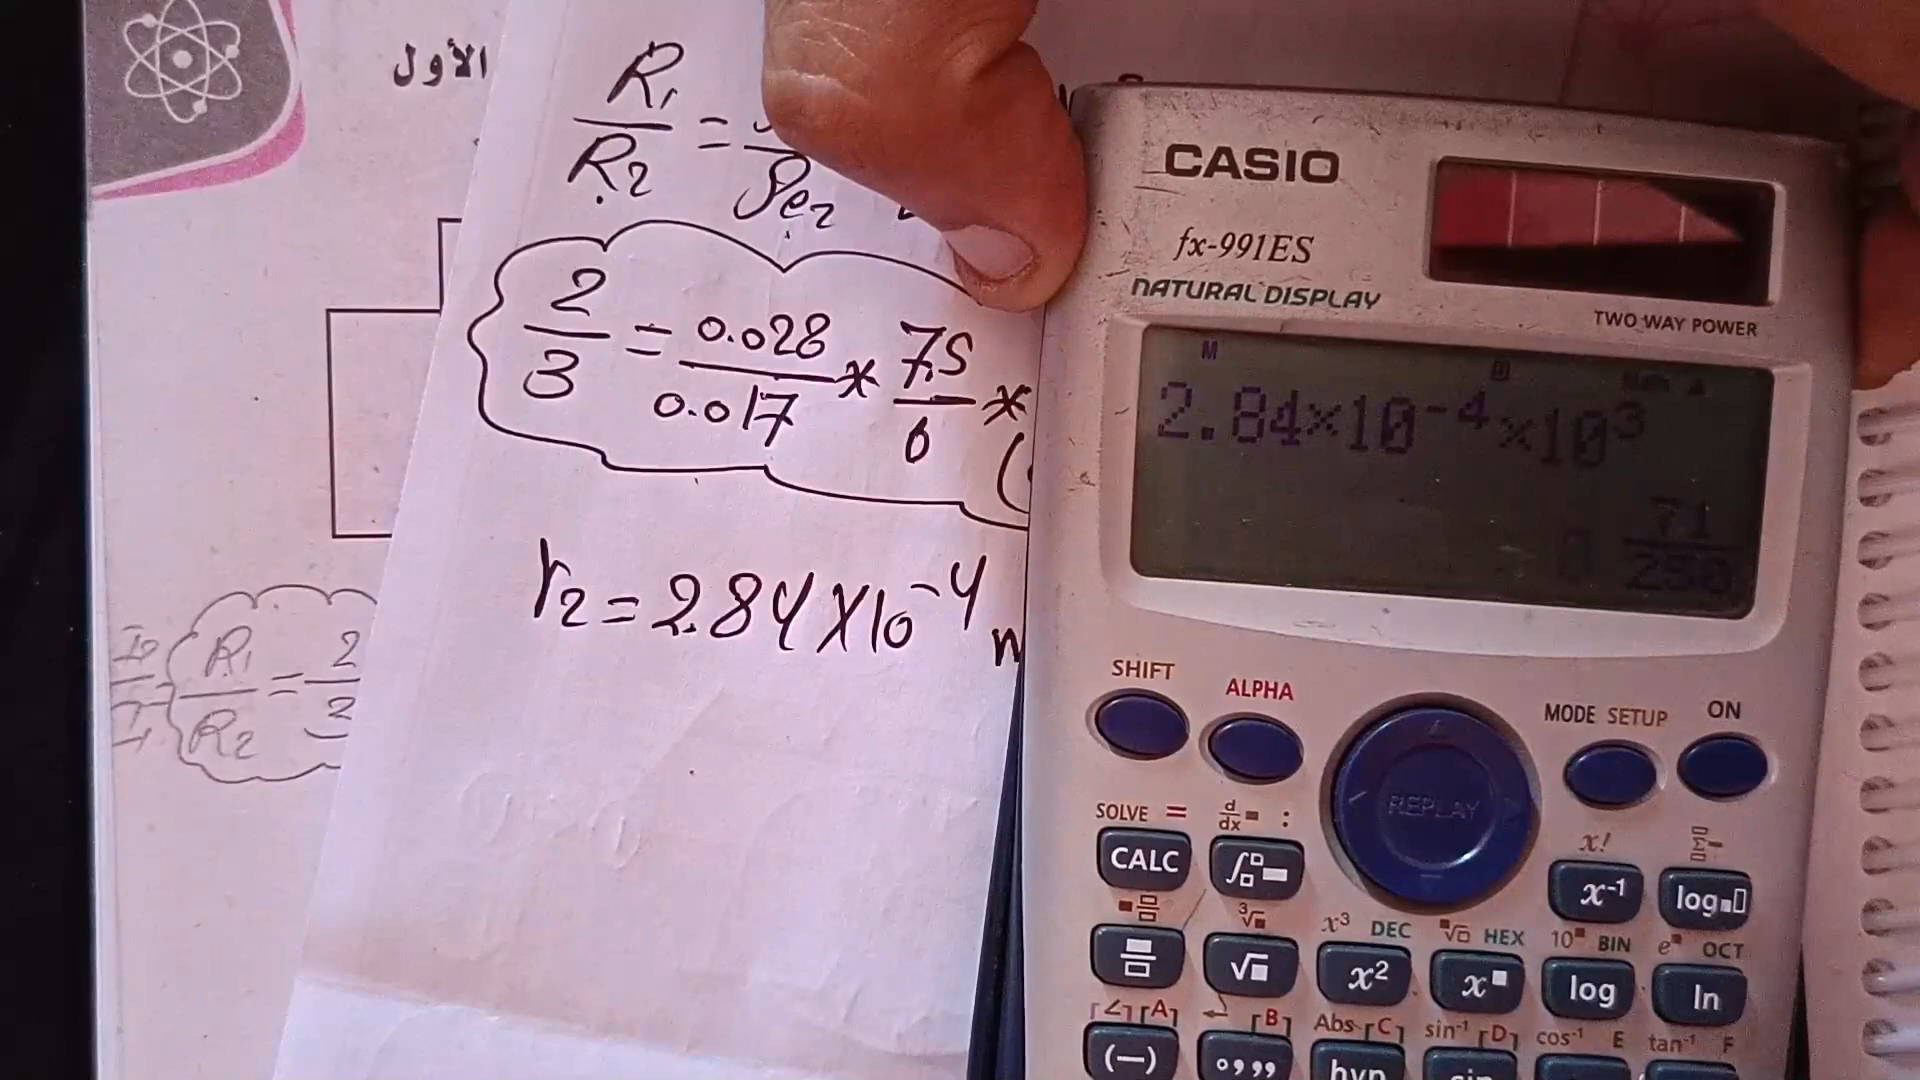 الأول
R₁/R₂ =
ρe₂
2/3 = 0.028/0.017 * 7.5/6 * (
r₂ = 2.84 X 10⁻⁴
R₁/R₂ = 2
CASIO
fx-991ES
NATURAL DISPLAY
TWO WAY POWER
M
2.84×10⁻⁴×10³
71/250
SHIFT ALPHA MODE SETUP ON
REPLAY
SOLVE = d/dx :
x! Σ
CALC ∫ x⁻¹ log
³√ x³ DEC √ HEX 10 BIN e OCT
√ x² x log ln
∠ [A] ← [B] Abs [C] sin⁻¹ [D] cos⁻¹ E tan⁻¹ F
(−) °,,, hyp sin